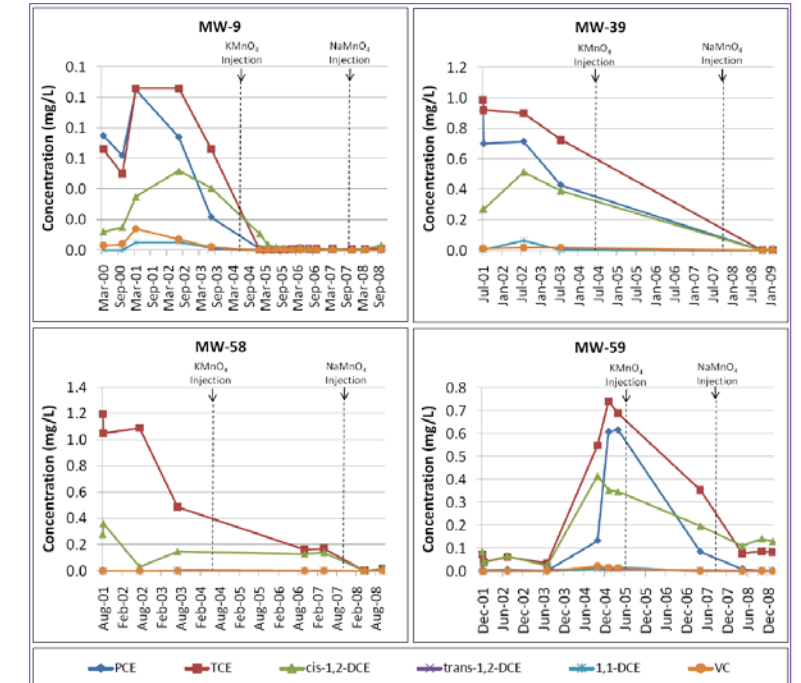 MW-9
KMnO₄
Injection
NaMnO₄
Injection
Concentration (mg/L)
0.1
0.1
0.1
0.1
0.0
0.0
0.0
Mar-00
Sep-00
Mar-01
Sep-01
Mar-02
Sep-02
Mar-03
Sep-03
Mar-04
Sep-04
Mar-05
Sep-05
Mar-06
Sep-06
Mar-07
Sep-07
Mar-08
Sep-08
MW-39
KMnO₄
Injection
NaMnO₄
Injection
Concentration (mg/L)
1.2
1.0
0.8
0.6
0.4
0.2
0.0
Jul-01
Jan-02
Jul-02
Jan-03
Jul-03
Jan-04
Jul-04
Jan-05
Jul-05
Jan-06
Jul-06
Jan-07
Jul-07
Jan-08
Jul-08
Jan-09
MW-58
KMnO₄
Injection
NaMnO₄
Injection
Concentration (mg/L)
1.4
1.2
1.0
0.8
0.6
0.4
0.2
0.0
Aug-01
Feb-02
Aug-02
Feb-03
Aug-03
Feb-04
Aug-04
Feb-05
Aug-05
Feb-06
Aug-06
Feb-07
Aug-07
Feb-08
Aug-08
MW-59
KMnO₄
Injection
NaMnO₄
Injection
Concentration (mg/L)
0.8
0.7
0.6
0.5
0.4
0.3
0.2
0.1
0.0
Dec-01
Jun-02
Dec-02
Jun-03
Dec-03
Jun-04
Dec-04
Jun-05
Dec-05
Jun-06
Dec-06
Jun-07
Dec-07
Jun-08
Dec-08
PCE
TCE
cis-1,2-DCE
trans-1,2-DCE
1,1-DCE
VC